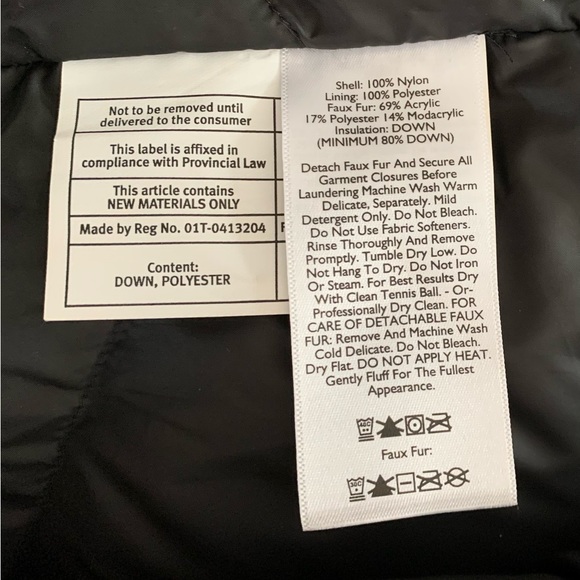 Not to be removed until
delivered to the consumer
This label is affixed in
compliance with Provincial Law
This article contains
NEW MATERIALS ONLY
Made by Reg No. 01T-0413204
Content:
DOWN, POLYESTER
Shell: 100% Nylon
Lining: 100% Polyester
Faux Fur: 69% Acrylic
17% Polyester 14% Modacrylic
Insulation: DOWN
(MINIMUM 80% DOWN)
Detach Faux Fur And Secure All
Garment Closures Before
Laundering Machine Wash Warm
Delicate, Separately. Mild
Detergent Only. Do Not Bleach.
Do Not Use Fabric Softeners.
Rinse Thoroughly And Remove
Promptly. Tumble Dry Low. Do
Not Hang To Dry. Do Not Iron
Or Steam. For Best Results Dry
With Clean Tennis Ball. - Or-
Professionally Dry Clean. FOR
CARE OF DETACHABLE FAUX
FUR: Remove And Machine Wash
Cold Delicate. Do Not Bleach.
Dry Flat. DO NOT APPLY HEAT.
Gently Fluff For The Fullest
Appearance.
Faux Fur: